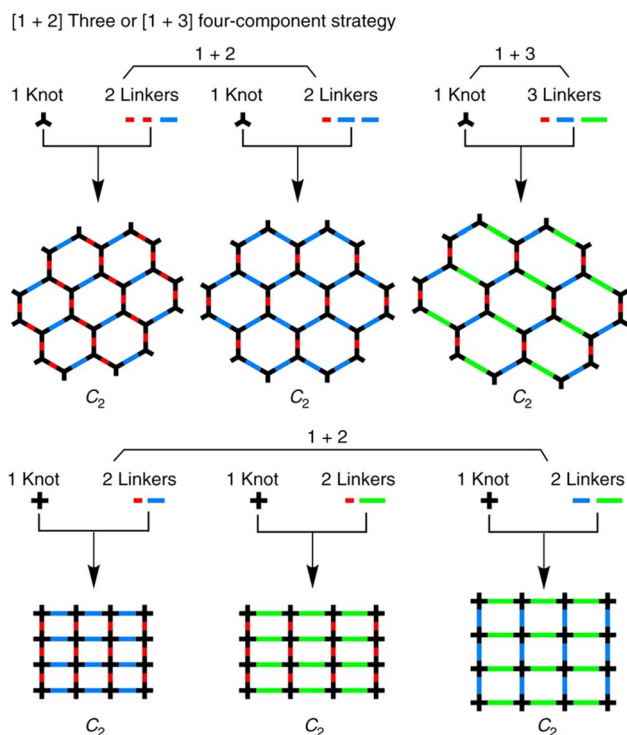 [1 + 2] Three or [1 + 3] four-component strategy
1 + 2
1 + 3
1 Knot
2 Linkers
1 Knot
2 Linkers
1 Knot
3 Linkers
C2
C2
C2
1 + 2
1 Knot
2 Linkers
1 Knot
2 Linkers
1 Knot
2 Linkers
C2
C2
C2